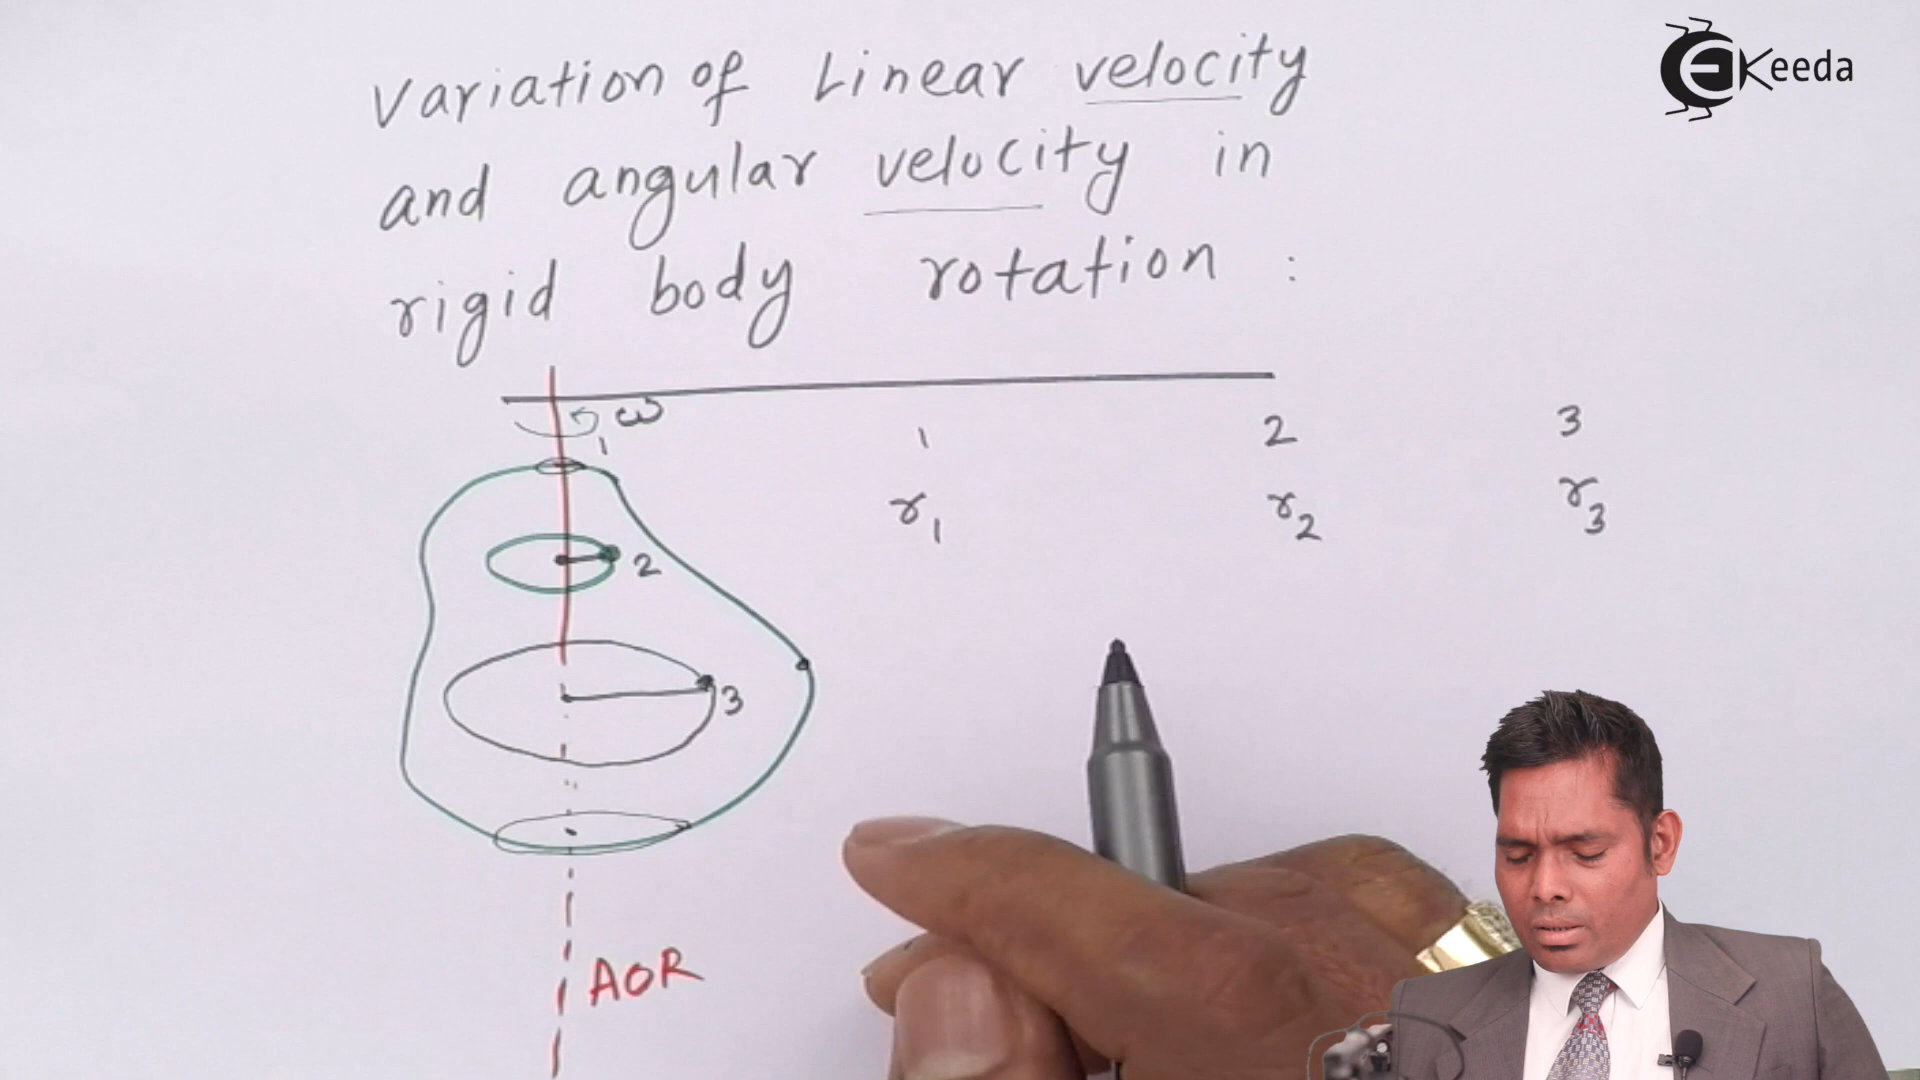 Keeda
Variation of Linear velocity
and angular velocity in
rigid body rotation :
ω
1
1 2 3
r1 r2 r3
2
3
AOR